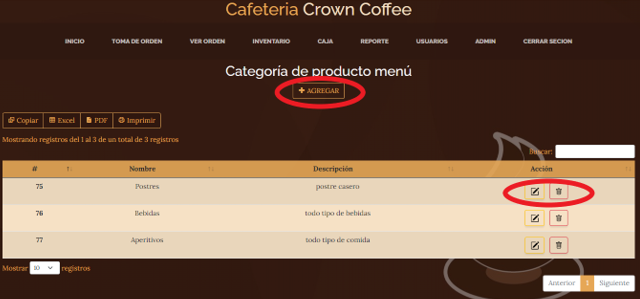 Cafeteria Crown Coffee
INICIO TOMA DE ORDEN VER ORDEN INVENTARIO CAJA REPORTE USUARIOS ADMIN CERRAR SECION
Categoría de producto menú
+ AGREGAR
Copiar Excel PDF Imprimir
Mostrando registros del 1 al 3 de un total de 3 registros
Buscar:
# Nombre Descripción Acción
75 Postres postre casero
76 Bebidas todo tipo de bebidas
77 Aperitivos todo tipo de comida
Mostrar 10 registros
Anterior 1 Siguiente